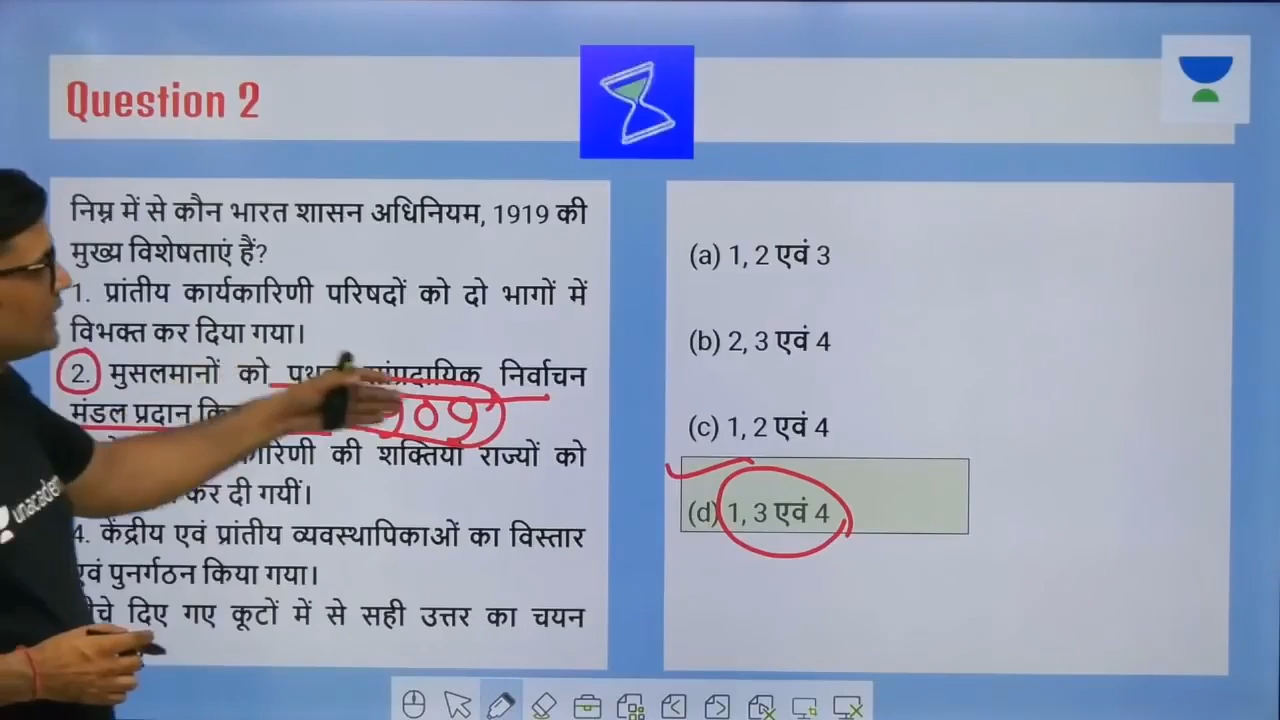 Question 2
निम्न में से कौन भारत शासन अधिनियम, 1919 की
मुख्य विशेषताएं हैं?
1. प्रांतीय कार्यकारिणी परिषदों को दो भागों में
विभक्त कर दिया गया।
2. मुसलमानों को निर्वाचन
मंडल प्रदान
909
की शक्तियां राज्यों को
कर दी गयीं।
4. केंद्रीय एवं प्रांतीय व्यवस्थापिकाओं का विस्तार
एवं पुनर्गठन किया गया।
दिए गए कूटों में से सही उत्तर का चयन
(a) 1, 2 एवं 3
(b) 2, 3 एवं 4
(c) 1, 2 एवं 4
(d) 1, 3 एवं 4